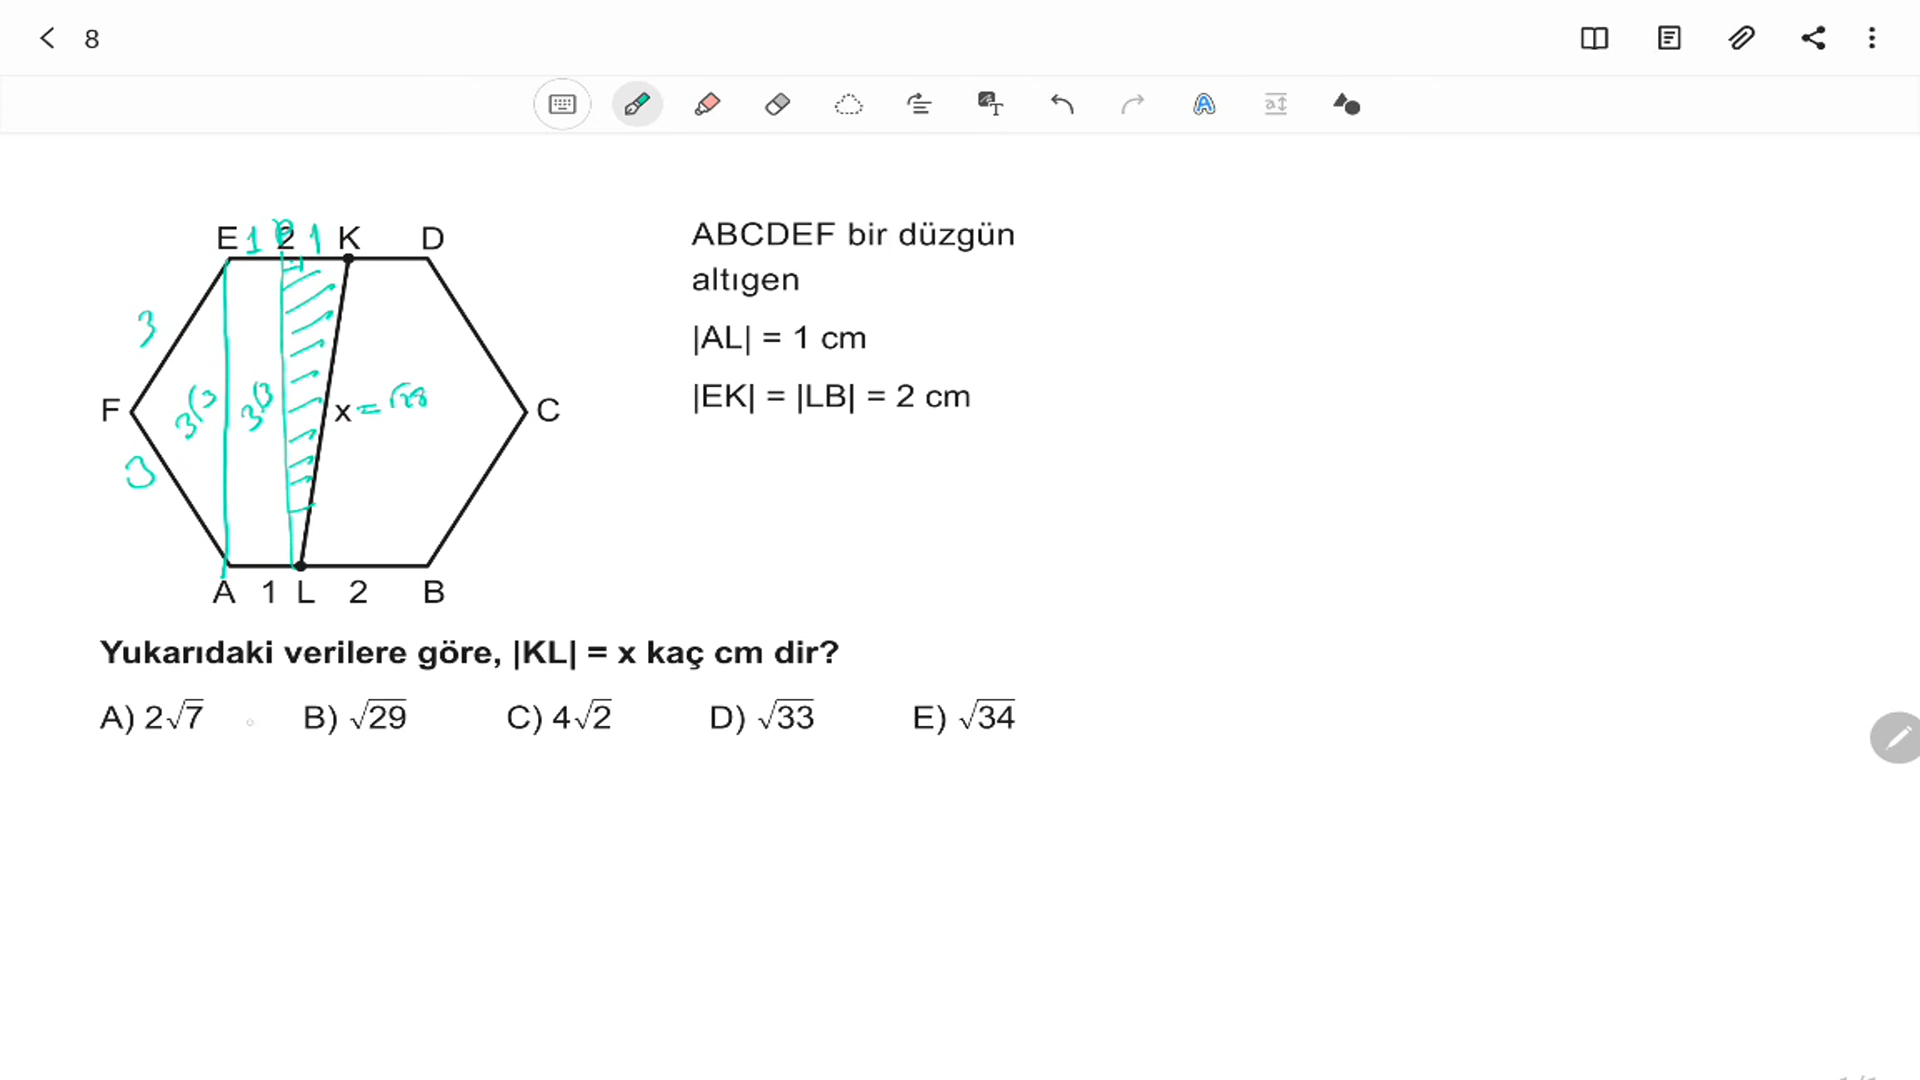 8
E 1 2 1 K D
3
F 3√3 3√3 x = √28 C
3
A 1 L 2 B
ABCDEF bir düzgün
altıgen
|AL| = 1 cm
|EK| = |LB| = 2 cm
Yukarıdaki verilere göre, |KL| = x kaç cm dir?
A) 2√7 B) √29 C) 4√2 D) √33 E) √34